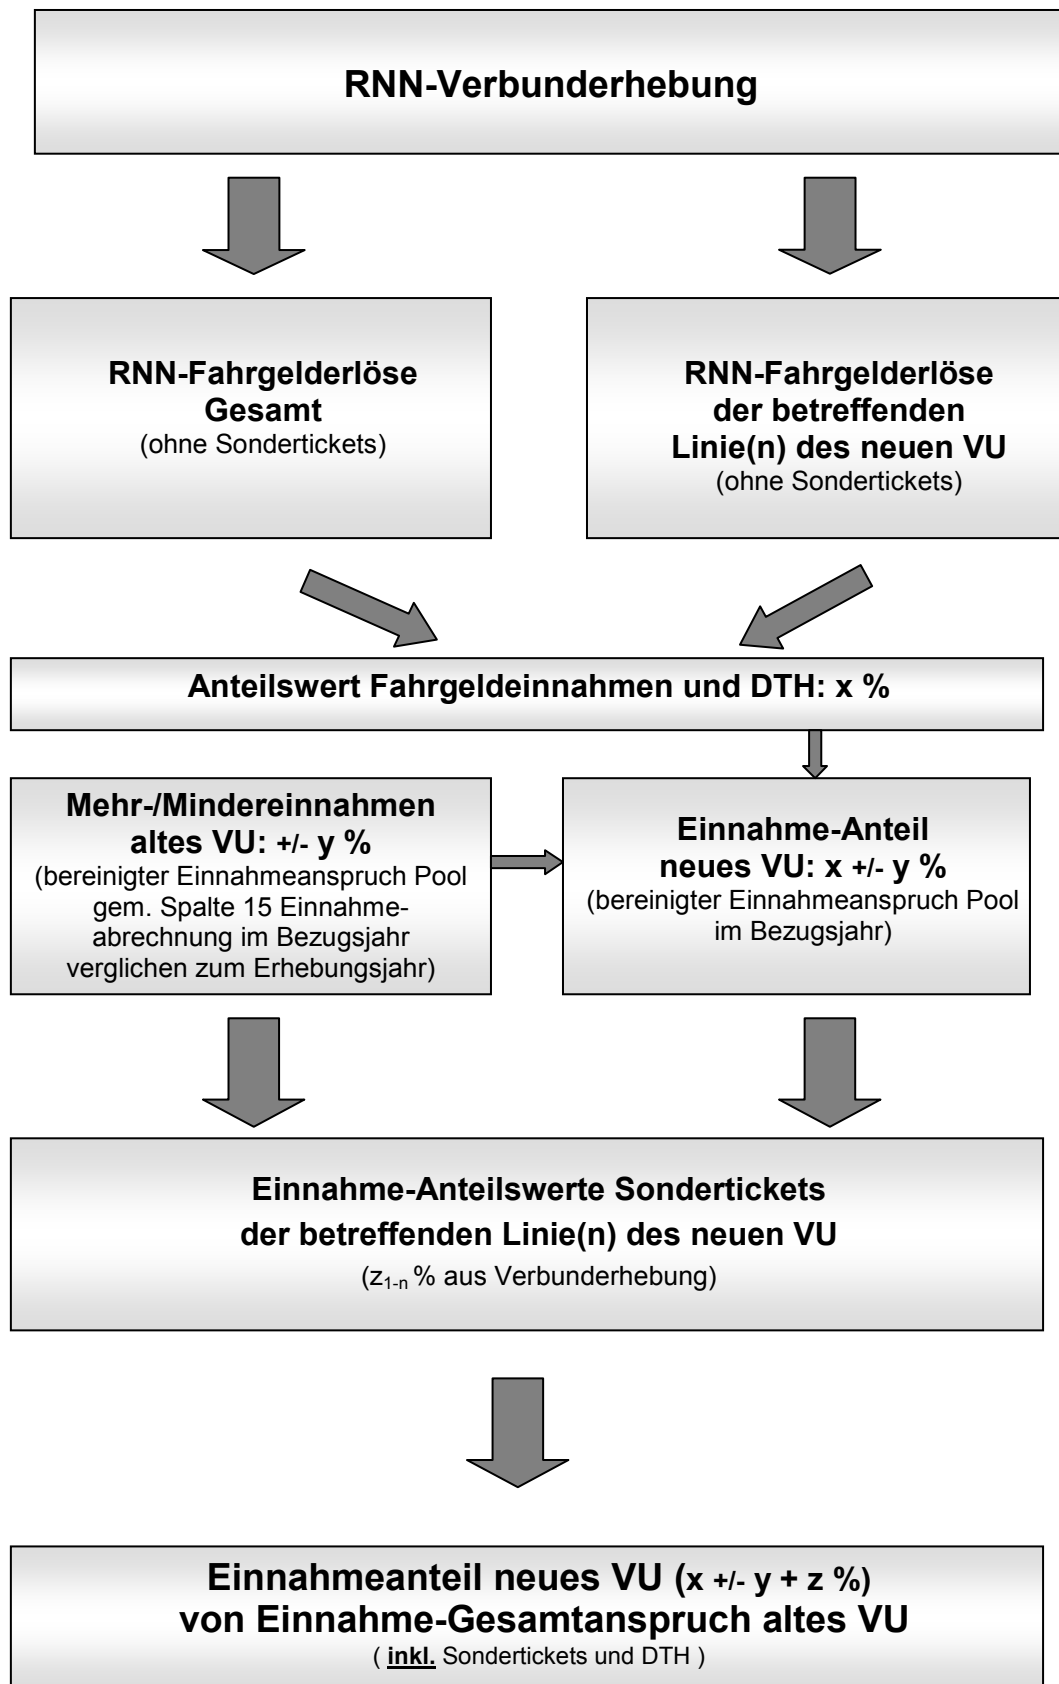 RNN-Verbunderhebung
RNN-Fahrgelderlöse
Gesamt
(ohne Sondertickets)
RNN-Fahrgelderlöse
der betreffenden
Linie(n) des neuen VU
(ohne Sondertickets)
Anteilswert Fahrgeldeinnahmen und DTH: x %
Mehr-/Mindereinnahmen
altes VU: +/- y %
(bereinigter Einnahmeanspruch Pool
gem. Spalte 15 Einnahme-
abrechnung im Bezugsjahr
verglichen zum Erhebungsjahr)
Einnahme-Anteil
neues VU: x +/- y %
(bereinigter Einnahmeanspruch Pool
im Bezugsjahr)
Einnahme-Anteilswerte Sondertickets
der betreffenden Linie(n) des neuen VU
(z1-n % aus Verbunderhebung)
Einnahmeanteil neues VU (x +/- y + z %)
von Einnahme-Gesamtanspruch altes VU
( inkl. Sondertickets und DTH )